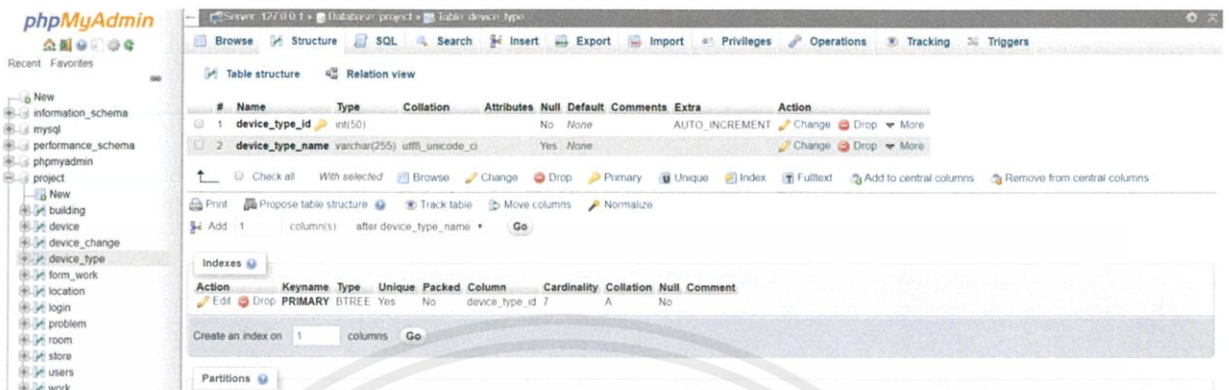 phpMyAdmin
Recent Favorites
New
information_schema
mysql
performance_schema
phpmyadmin
project
New
building
device
device_change
device_type
form_work
location
login
problem
room
store
users
work
Server: 127.0.0.1 » Database: project » Table: device_type
Browse Structure SQL Search Insert Export Import Privileges Operations Tracking Triggers
Table structure Relation view
# Name Type Collation Attributes Null Default Comments Extra Action
1 device_type_id int(50) No None AUTO_INCREMENT Change Drop More
2 device_type_name varchar(255) utf8_unicode_ci Yes None Change Drop More
Check all With selected Browse Change Drop Primary Unique Index Fulltext Add to central columns Remove from central columns
Print Propose table structure Track table Move columns Normalize
Add 1 column(s) after device_type_name Go
Indexes
Action Keyname Type Unique Packed Column Cardinality Collation Null Comment
Edit Drop PRIMARY BTREE Yes No device_type_id 7 A No
Create an index on 1 columns Go
Partitions